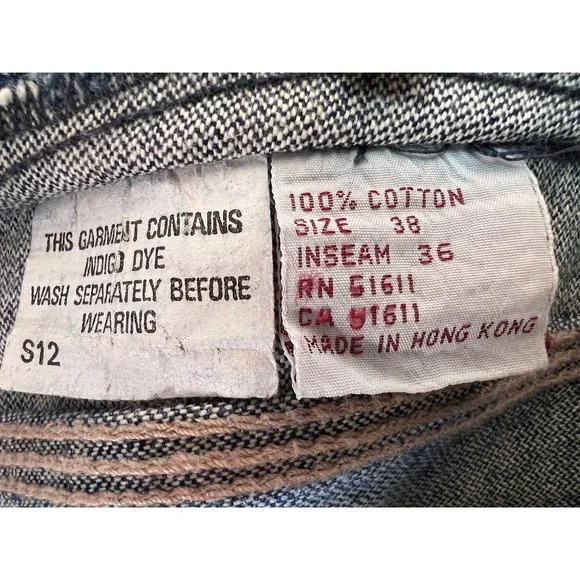 THIS GARMENT CONTAINS
INDIGO DYE
WASH SEPARATELY BEFORE
WEARING
S12
100% COTTON
SIZE 38
INSEAM 36
RN 51611
CA 01611
MADE IN HONG KONG